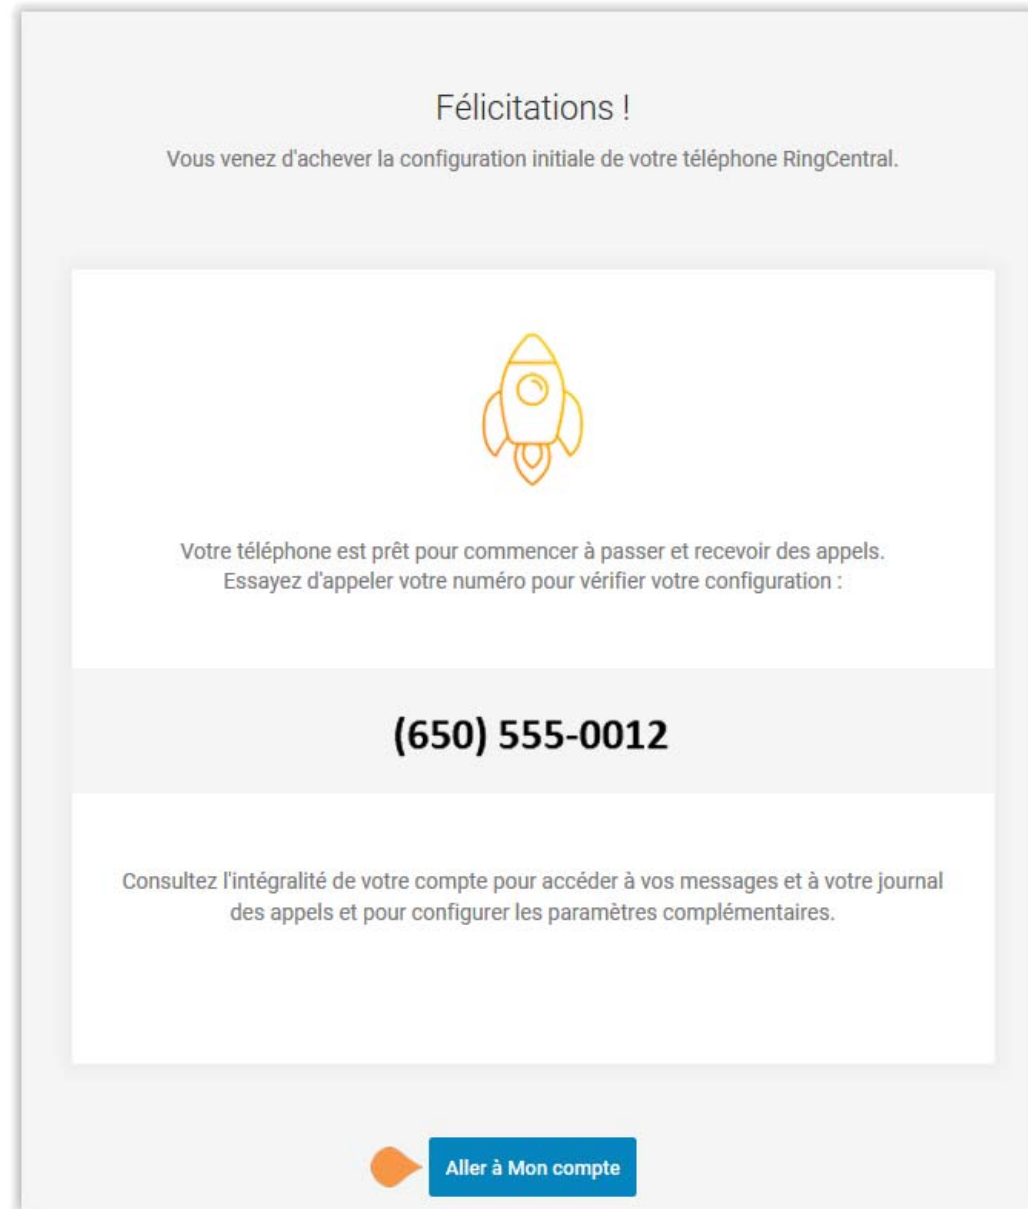 Félicitations !
Vous venez d'achever la configuration initiale de votre téléphone RingCentral.
Votre téléphone est prêt pour commencer à passer et recevoir des appels.
Essayez d'appeler votre numéro pour vérifier votre configuration :
(650) 555-0012
Consultez l'intégralité de votre compte pour accéder à vos messages et à votre journal
des appels et pour configurer les paramètres complémentaires.
Aller à Mon compte